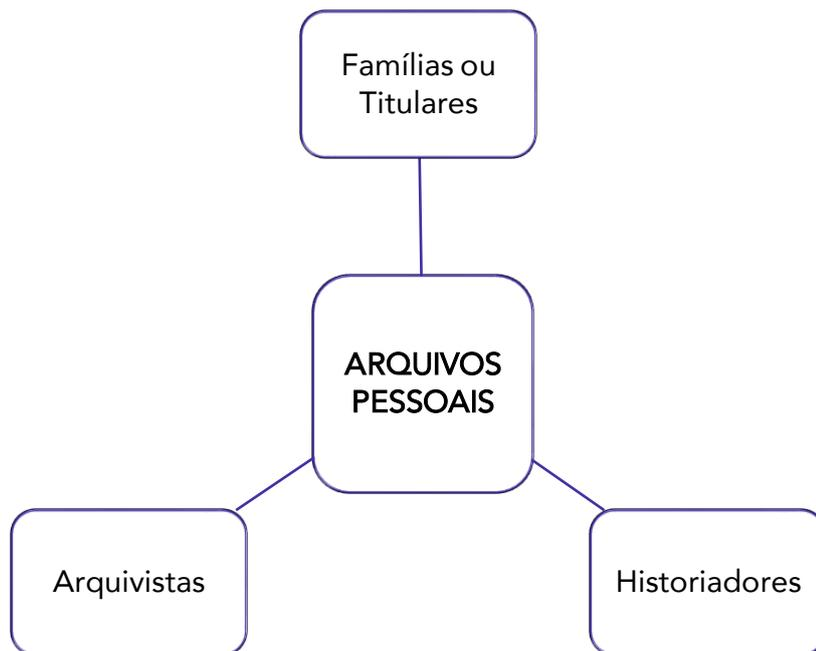 Famílias ou
Titulares
ARQUIVOS
PESSOAIS
Arquivistas
Historiadores